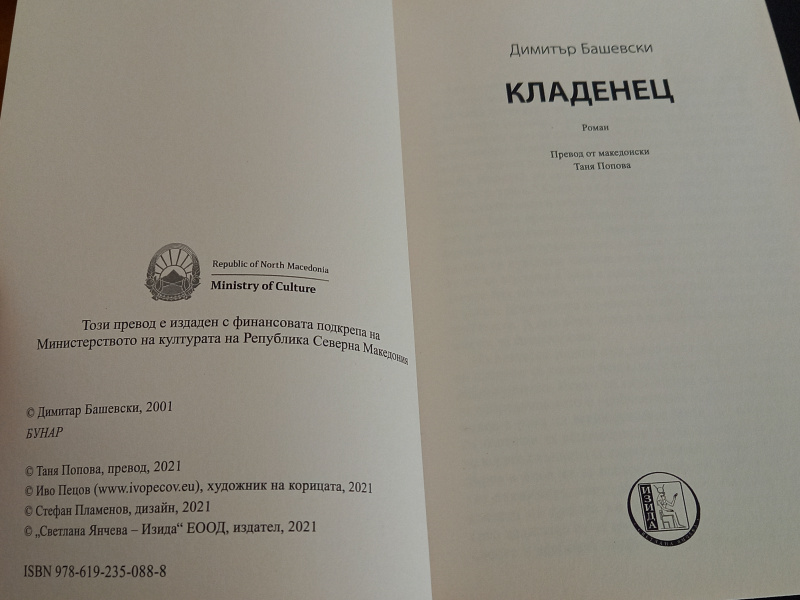 Republic of North Macedonia
Ministry of Culture
Този превод е издаден с финансовата подкрепа на
Министерството на културата на Република Северна Македония
© Димитар Башевски, 2001
БУНАР
© Таня Попова, превод, 2021
© Иво Пецов (www.ivopecov.eu), художник на корицата, 2021
© Стефан Пламенов, дизайн, 2021
© „Светлана Янчева – Изида“ ЕООД, издател, 2021
ISBN 978-619-235-088-8
Димитър Башевски
КЛАДЕНЕЦ
Роман
Превод от македонски
Таня Попова
ИЗИДА